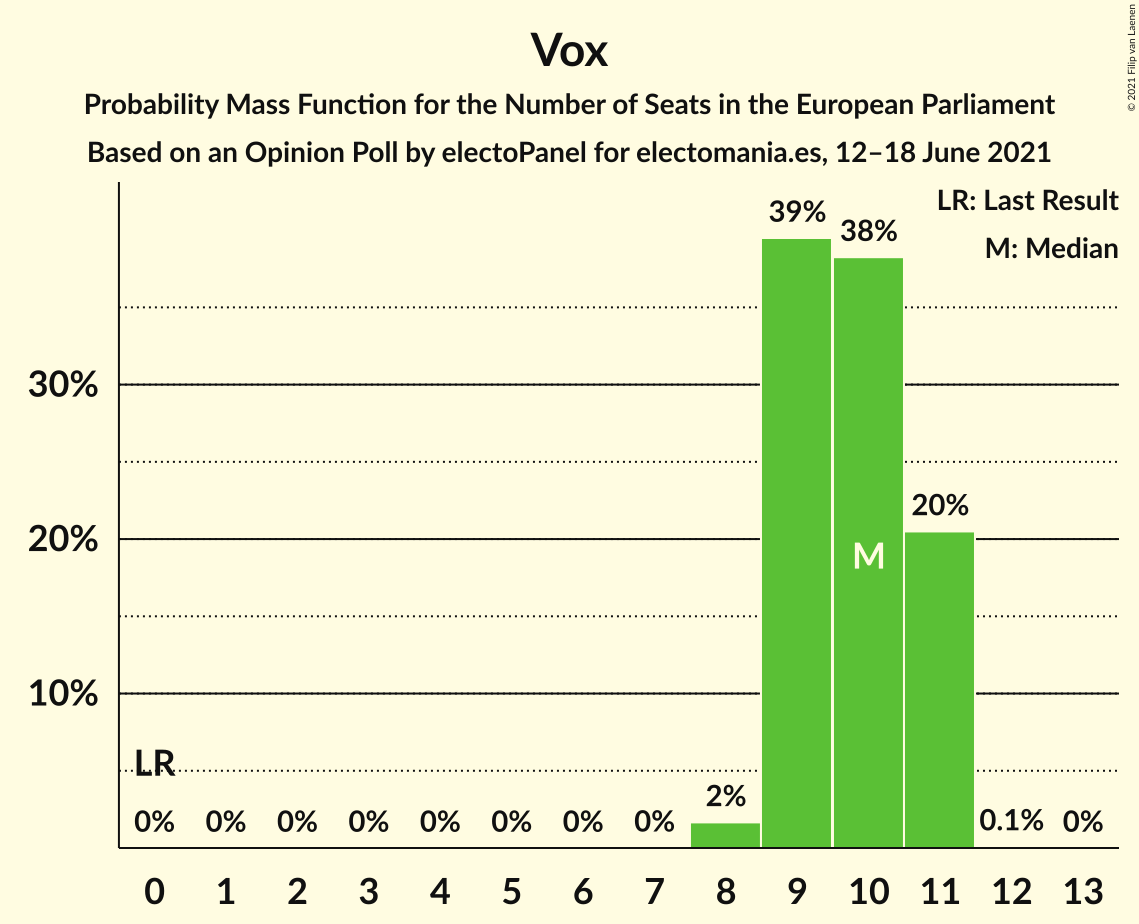 Vox
Probability Mass Function for the Number of Seats in the European Parliament
Based on an Opinion Poll by electoPanel for electomania.es, 12–18 June 2021
© 2021 Filip van Laenen
LR: Last Result
M: Median
39%
38%
30%
20%
20%
M
10%
LR
2%
0% 0% 0% 0% 0% 0% 0% 0% 0.1% 0%
0 1 2 3 4 5 6 7 8 9 10 11 12 13